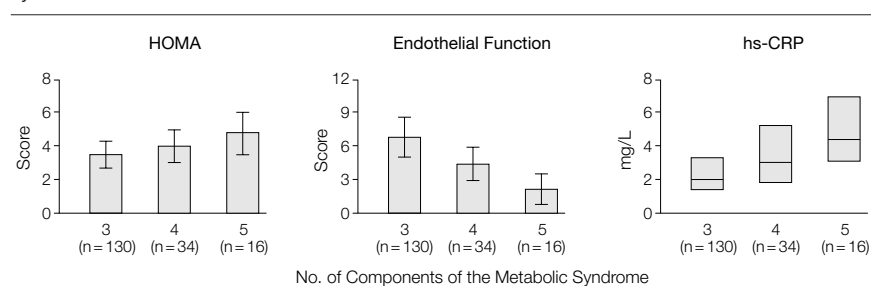 HOMA
Score
8
6
4
2
0
3
4
5
(n=130)
(n=34)
(n=16)
Endothelial Function
Score
12
9
6
3
0
3
4
5
(n=130)
(n=34)
(n=16)
hs-CRP
mg/L
8
6
4
2
0
3
4
5
(n=130)
(n=34)
(n=16)
No. of Components of the Metabolic Syndrome